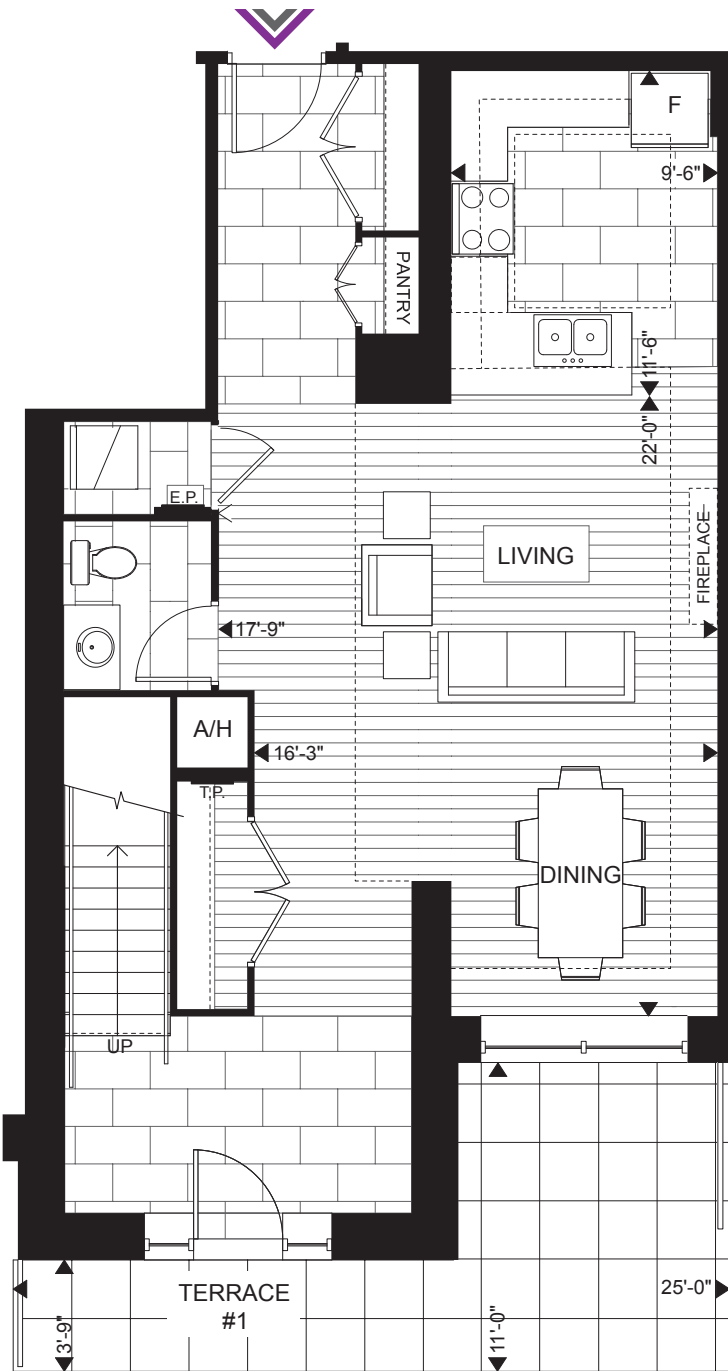 F
9'-6"
PANTRY
11'-6"
22'-0"
E.P.
LIVING
FIREPLACE
17'-9"
A/H
16'-3"
T.P.
DINING
UP
TERRACE
#1
25'-0"
3'-9"
11'-0"